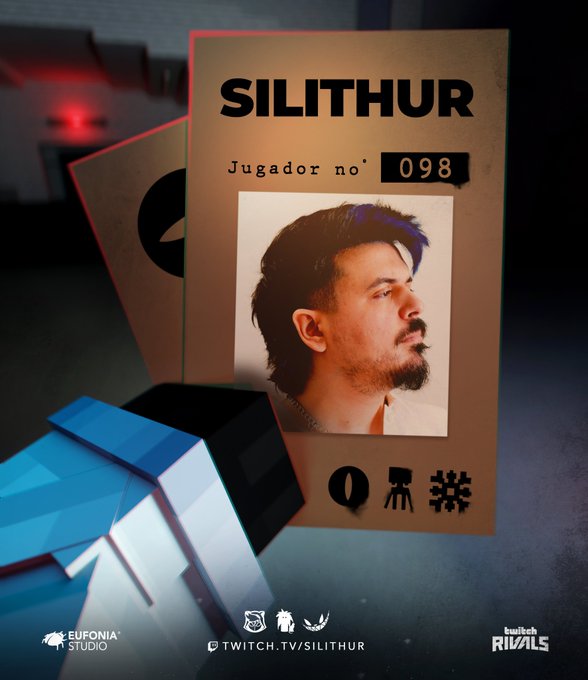 SILITHUR
Jugador no° 098
EUFONIA®
STUDIO
TWITCH.TV/SILITHUR
twitch
RIVALS